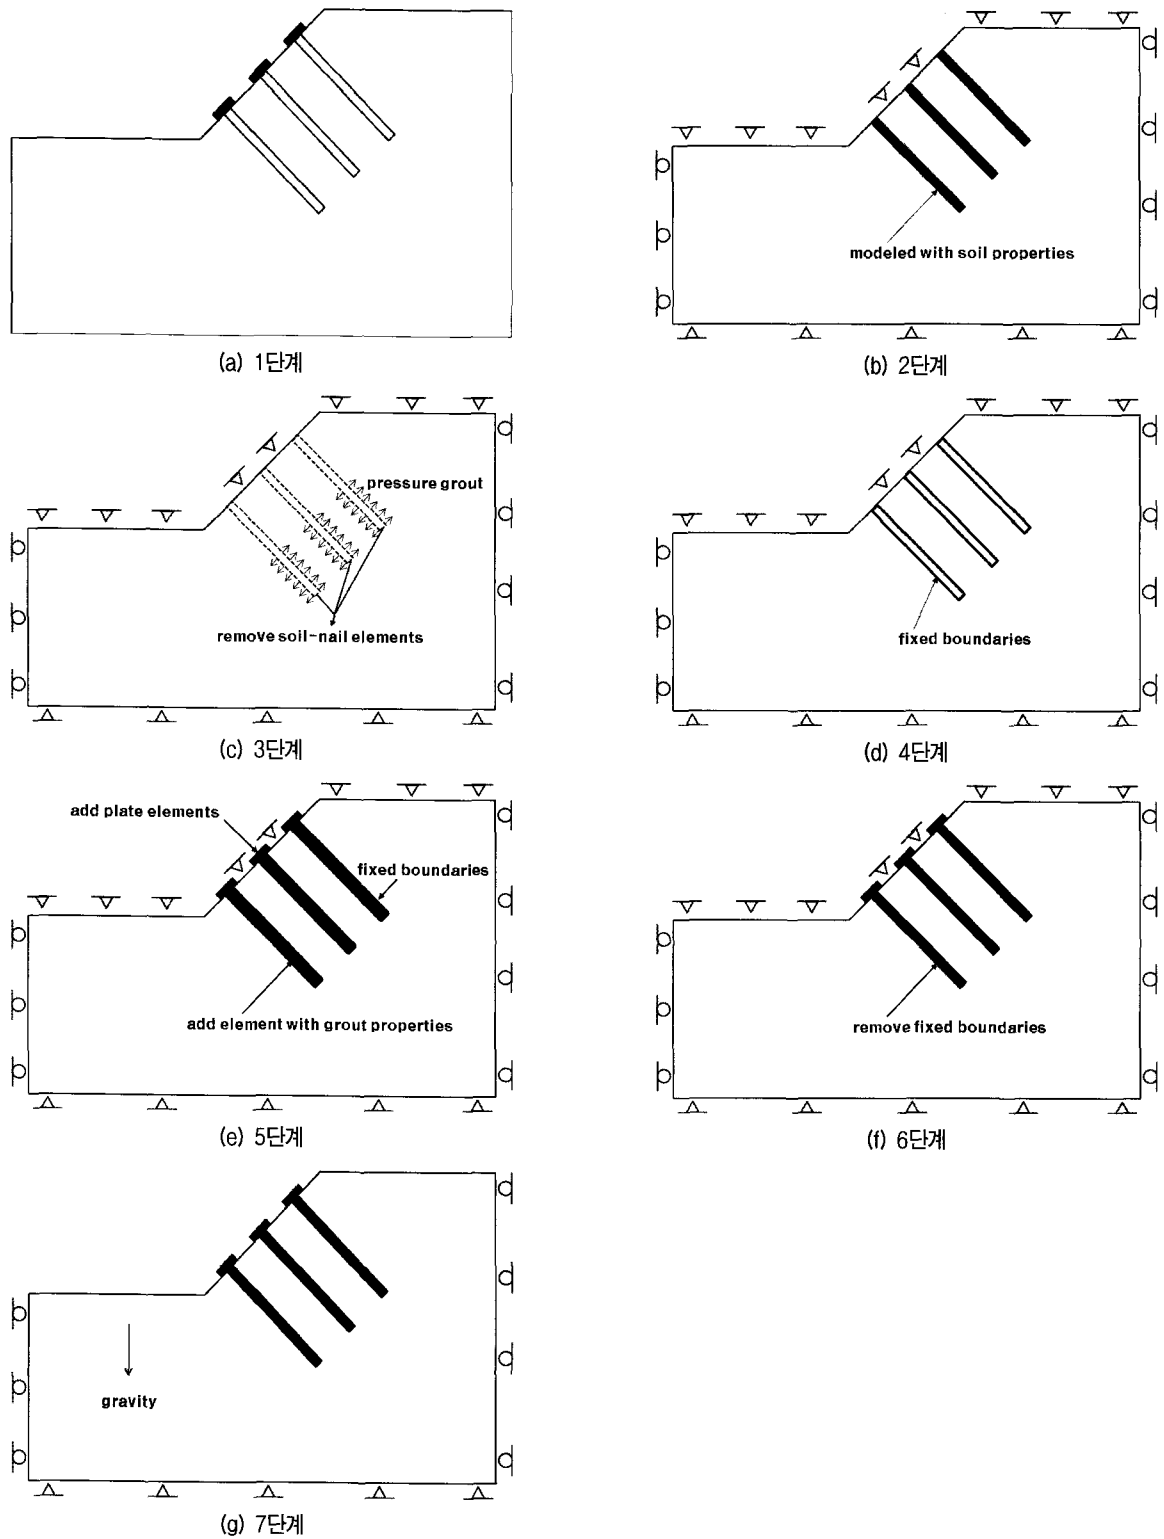 (a) 1단계
modeled with soil properties
(b) 2단계
pressure grout
remove soil-nail elements
(c) 3단계
fixed boundaries
(d) 4단계
add plate elements
fixed boundaries
add element with grout properties
(e) 5단계
remove fixed boundaries
(f) 6단계
gravity
(g) 7단계